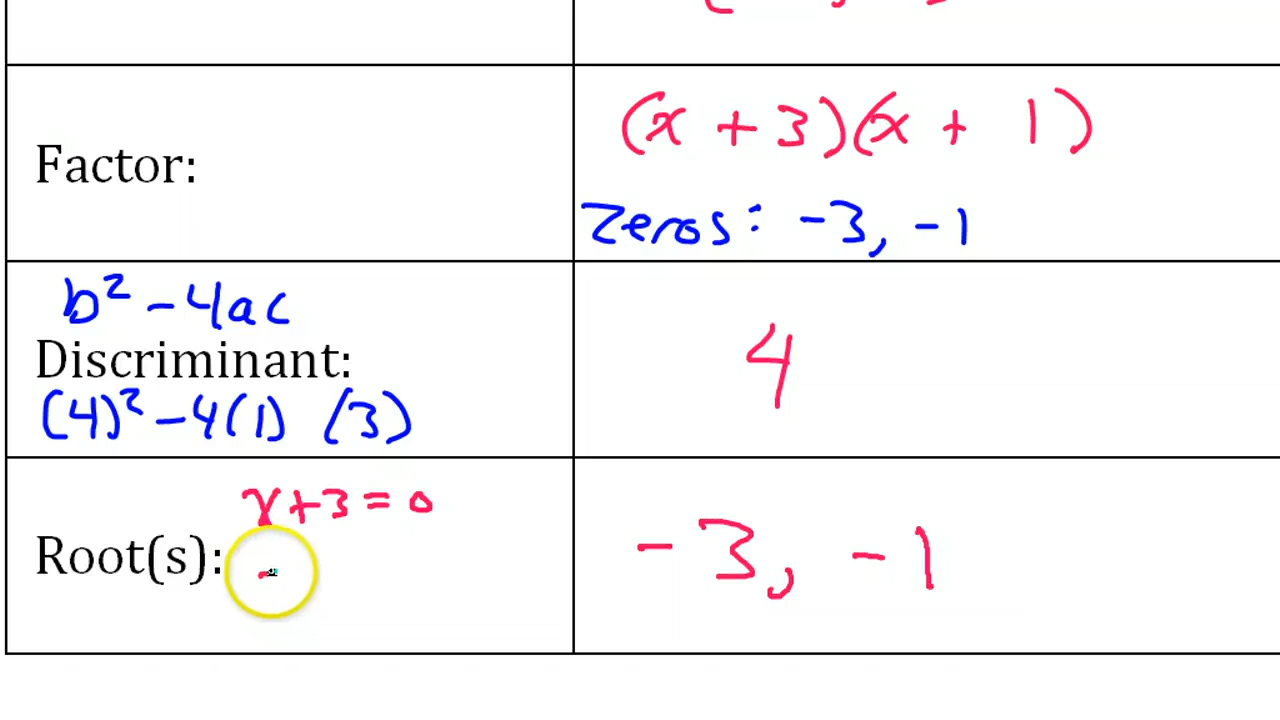 (x + 3)(x + 1)
Factor:
Zeros: -3, -1
b² - 4ac
Discriminant:
4
(4)² - 4(1) (3)
x+3=0
Root(s):
-3, -1